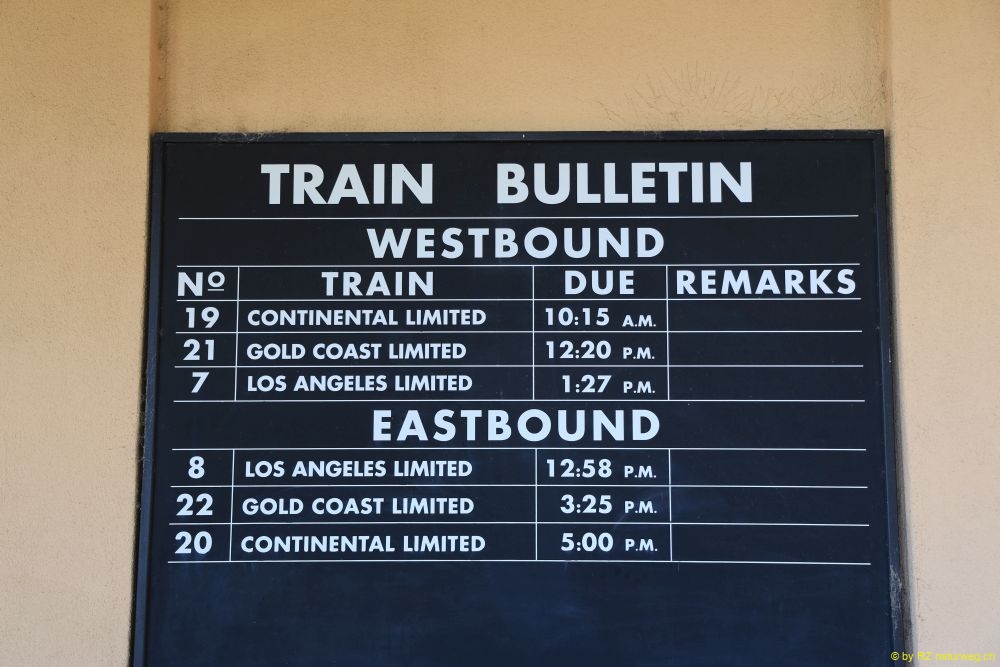 TRAIN BULLETIN
WESTBOUND
Nº TRAIN DUE REMARKS
19 CONTINENTAL LIMITED 10:15 A.M.
21 GOLD COAST LIMITED 12:20 P.M.
7 LOS ANGELES LIMITED 1:27 P.M.
EASTBOUND
8 LOS ANGELES LIMITED 12:58 P.M.
22 GOLD COAST LIMITED 3:25 P.M.
20 CONTINENTAL LIMITED 5:00 P.M.
© by RZ naturweg.ch